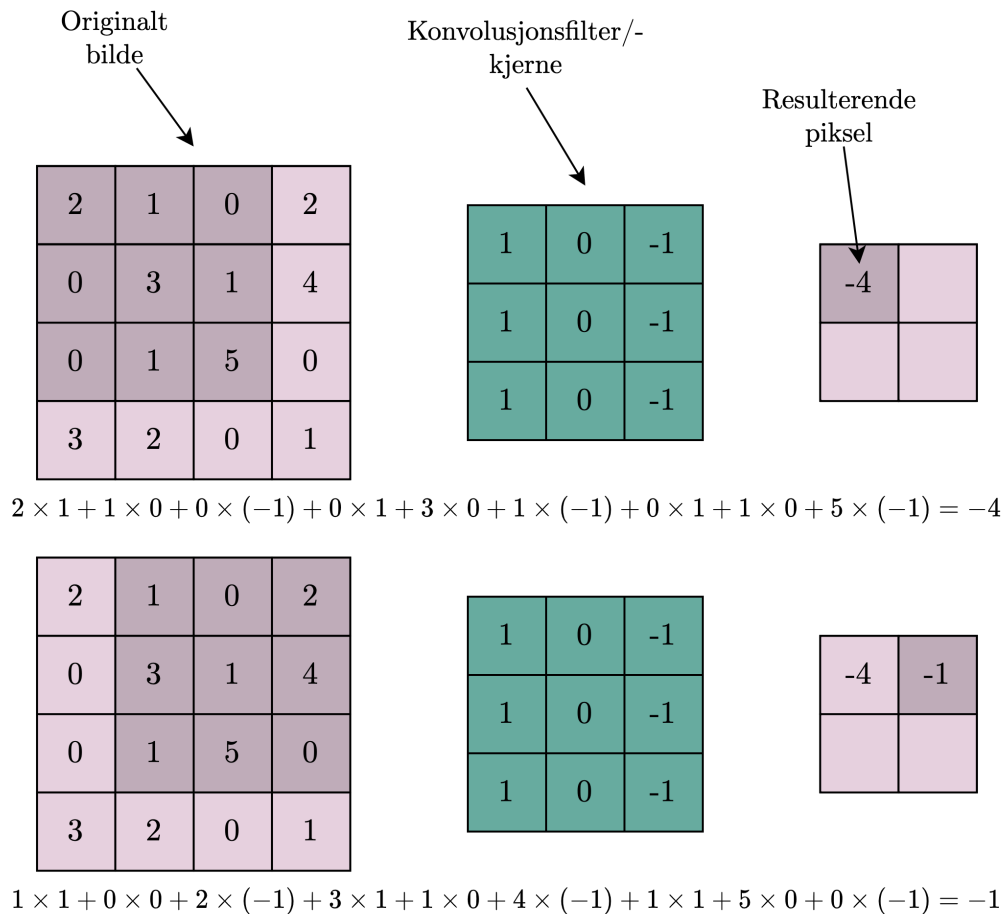 Originalt
bilde
Konvolusjonsfilter/-
kjerne
Resulterende
piksel
2 1 0 2
0 3 1 4
0 1 5 0
3 2 0 1
1 0 -1
1 0 -1
1 0 -1
-4
2 × 1 + 1 × 0 + 0 × (−1) + 0 × 1 + 3 × 0 + 1 × (−1) + 0 × 1 + 1 × 0 + 5 × (−1) = −4
2 1 0 2
0 3 1 4
0 1 5 0
3 2 0 1
1 0 -1
1 0 -1
1 0 -1
-4 -1
1 × 1 + 0 × 0 + 2 × (−1) + 3 × 1 + 1 × 0 + 4 × (−1) + 1 × 1 + 5 × 0 + 0 × (−1) = −1